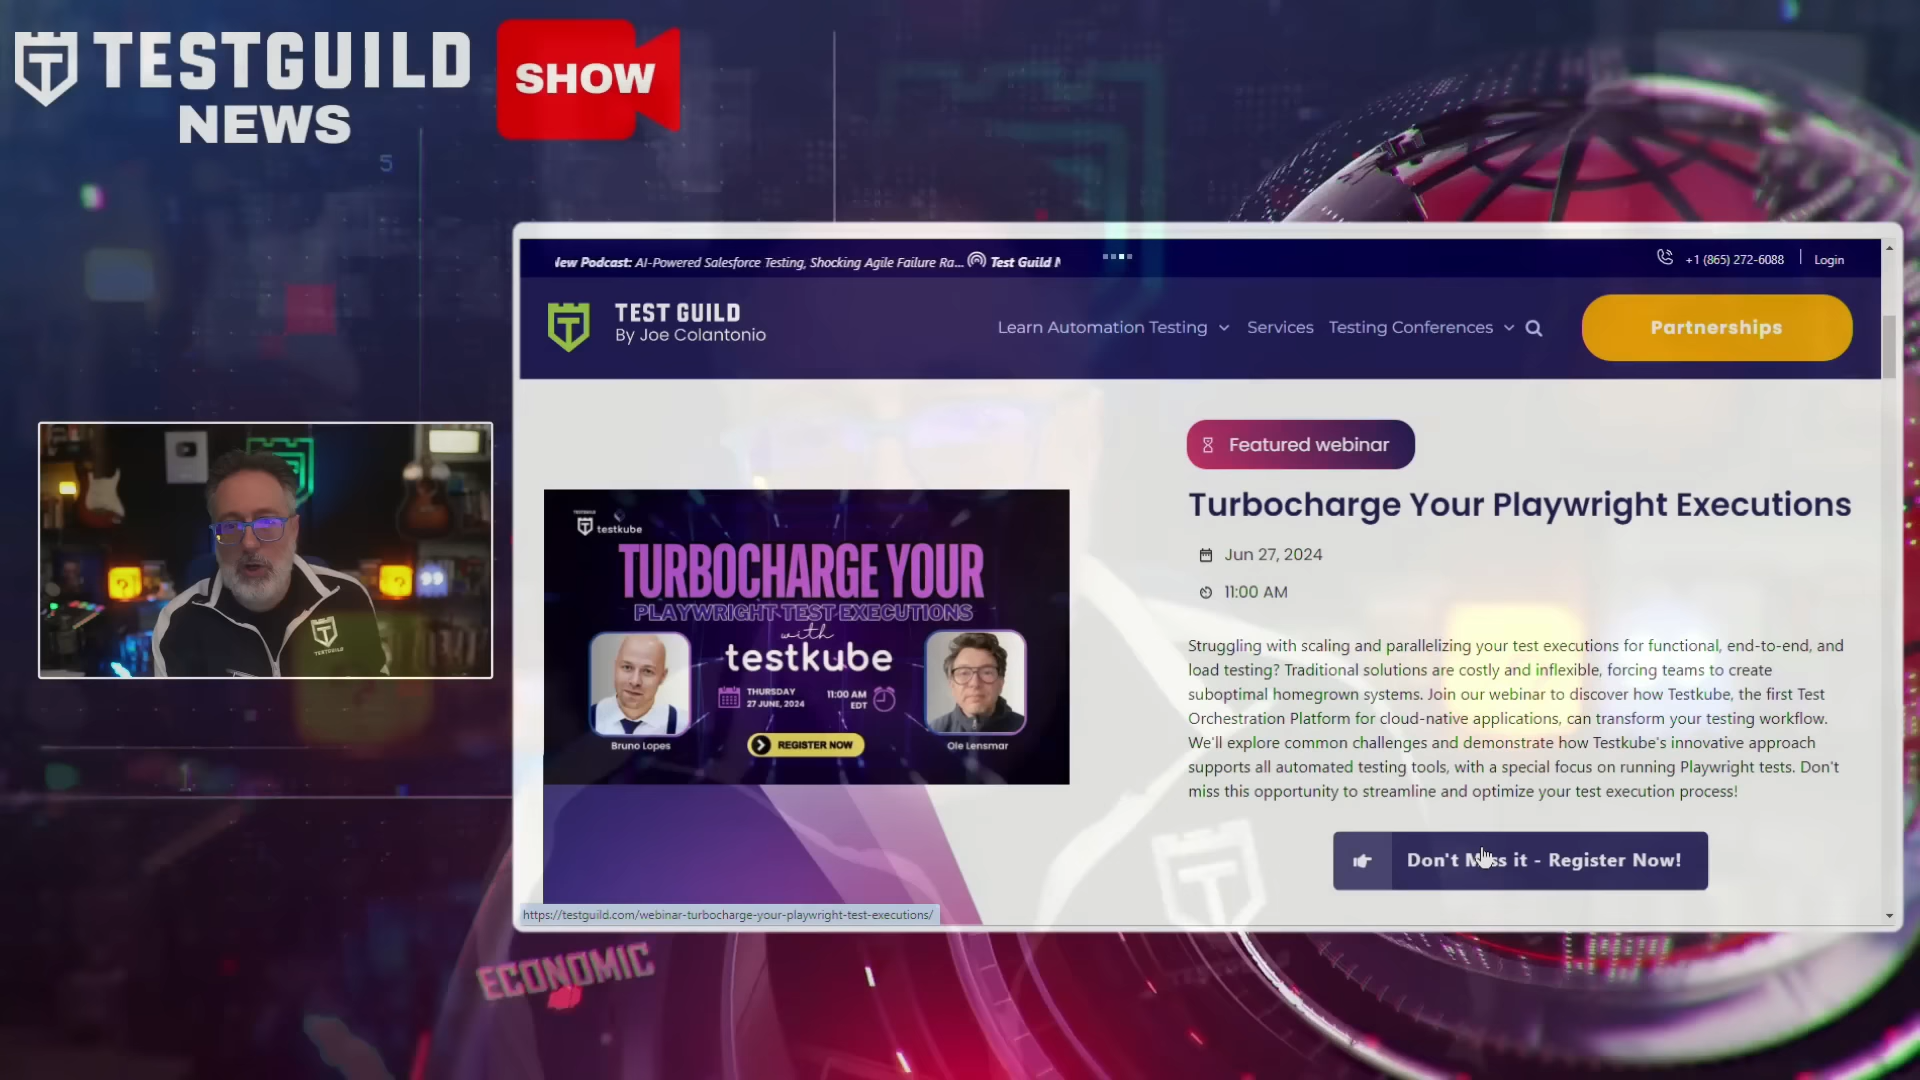 TESTGUILD
NEWS
SHOW
5
New Podcast: AI-Powered Salesforce Testing, Shocking Agile Failure Ra... Test Guild
+1 (865) 272-6088
Login
TEST GUILD
By Joe Colantonio
Learn Automation Testing
Services
Testing Conferences
Partnerships
Featured webinar
Turbocharge Your Playwright Executions
Jun 27, 2024
11:00 AM
Struggling with scaling and parallelizing your test executions for functional, end-to-end, and
load testing? Traditional solutions are costly and inflexible, forcing teams to create
suboptimal homegrown systems. Join our webinar to discover how Testkube, the first Test
Orchestration Platform for cloud-native applications, can transform your testing workflow.
We'll explore common challenges and demonstrate how Testkube's innovative approach
supports all automated testing tools, with a special focus on running Playwright tests. Don't
miss this opportunity to streamline and optimize your test execution process!
Don't Miss it - Register Now!
testkube
TURBOCHARGE YOUR
PLAYWRIGHT TEST EXECUTIONS
with
testkube
THURSDAY
27 JUNE, 2024
11:00 AM
EDT
REGISTER NOW
Bruno Lopes
Ole Lensmar
https://testguild.com/webinar-turbocharge-your-playwright-test-executions/
TESTGUILD
ECONOMIC